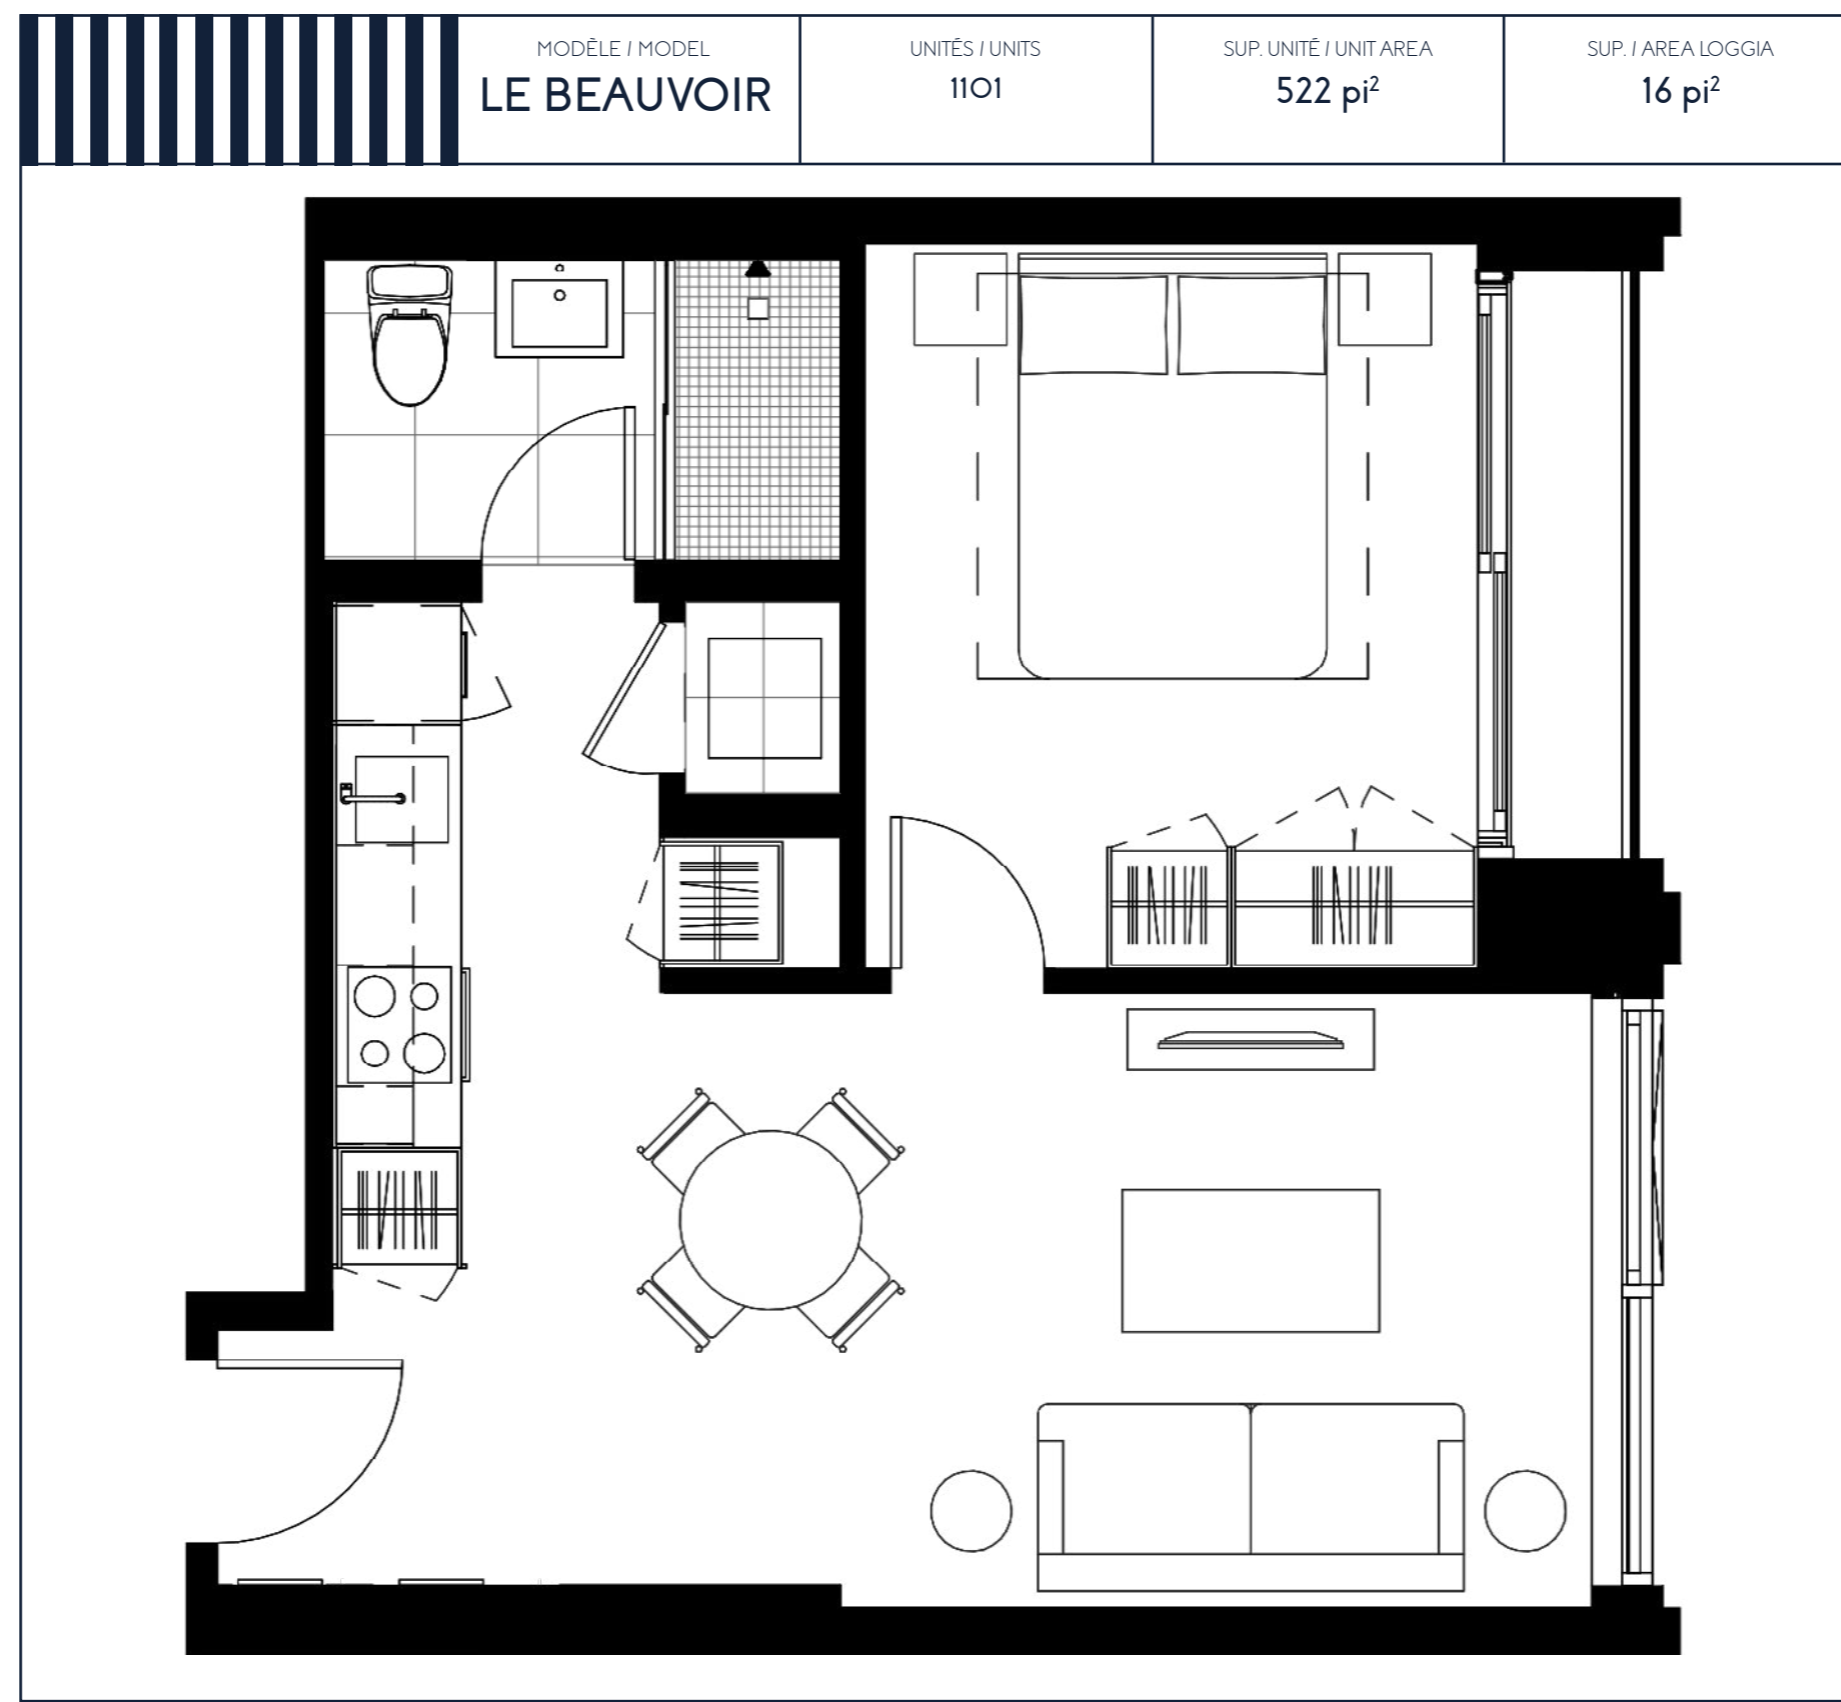 MODÈLE / MODEL
LE BEAUVOIR
UNITÉS / UNITS
1101
SUP. UNITÉ / UNIT AREA
522 pi²
SUP. / AREA LOGGIA
16 pi²